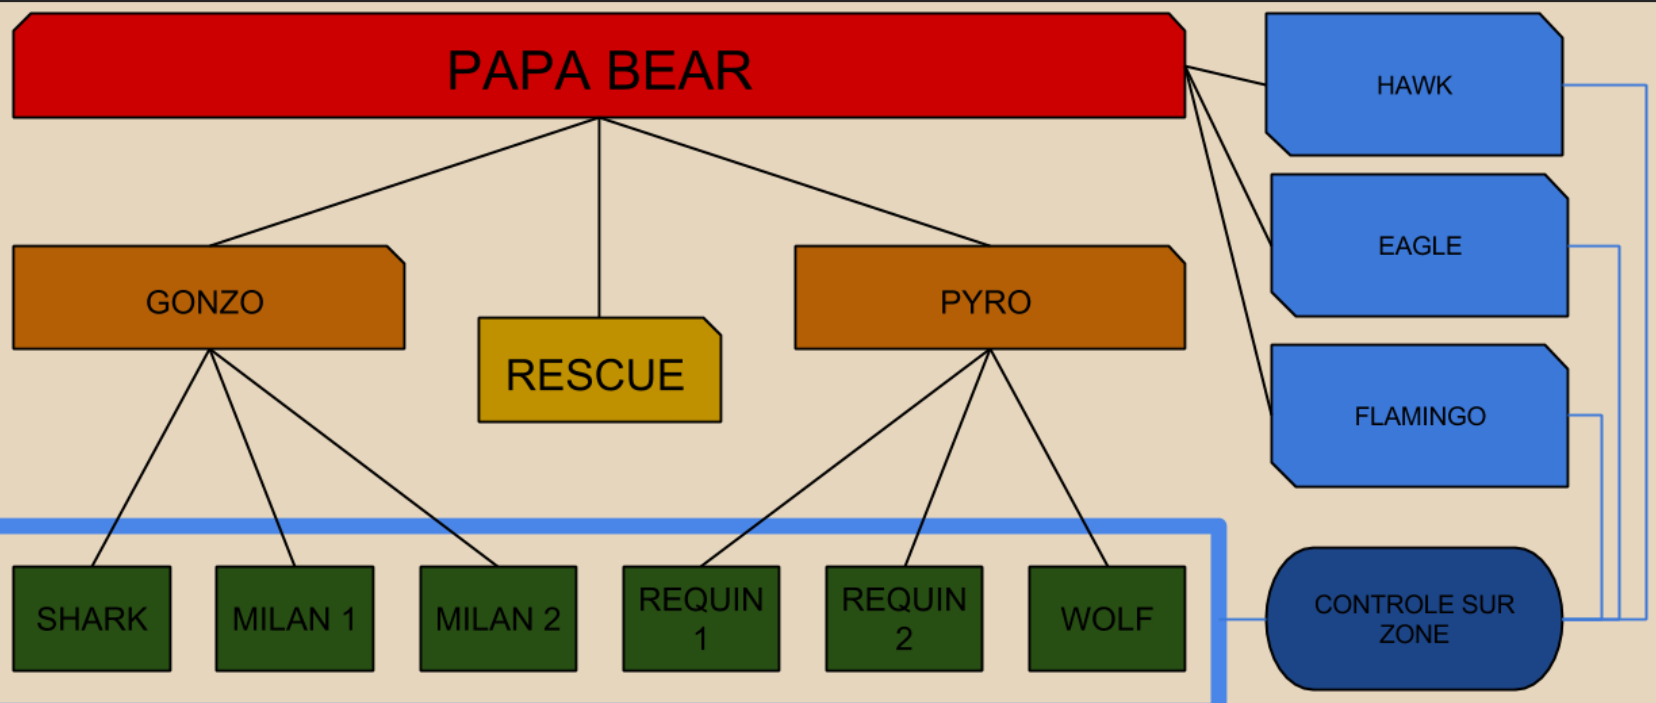 PAPA BEAR
HAWK
EAGLE
GONZO
PYRO
RESCUE
FLAMINGO
SHARK
MILAN 1
MILAN 2
REQUIN
1
REQUIN
2
WOLF
CONTROLE SUR
ZONE